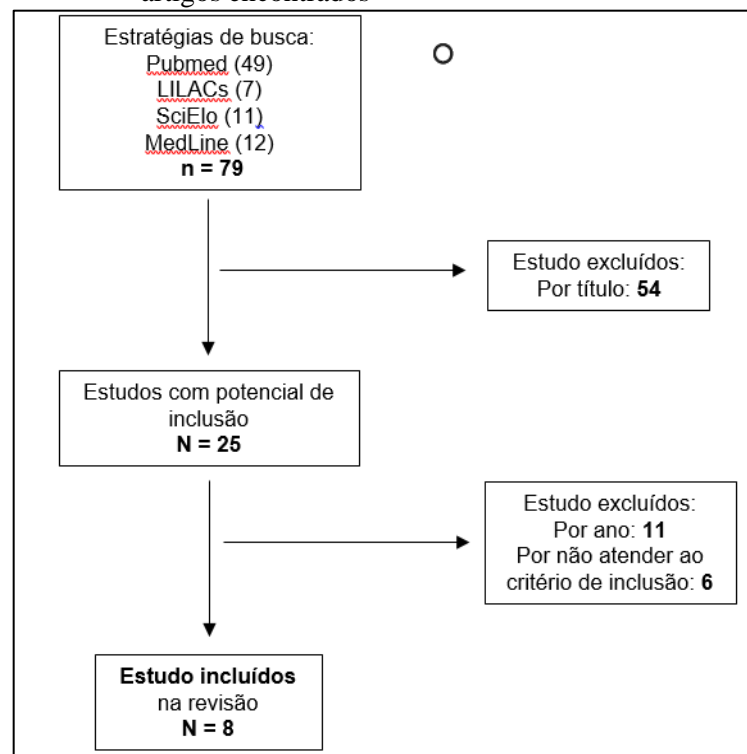 artigos encontrados
Estratégias de busca:
Pubmed (49)
LILACs (7)
SciElo (11)
MedLine (12)
n = 79
Estudo excluídos:
Por título: 54
Estudos com potencial de
inclusão
N = 25
Estudo excluídos:
Por ano: 11
Por não atender ao
critério de inclusão: 6
Estudo incluídos
na revisão
N = 8